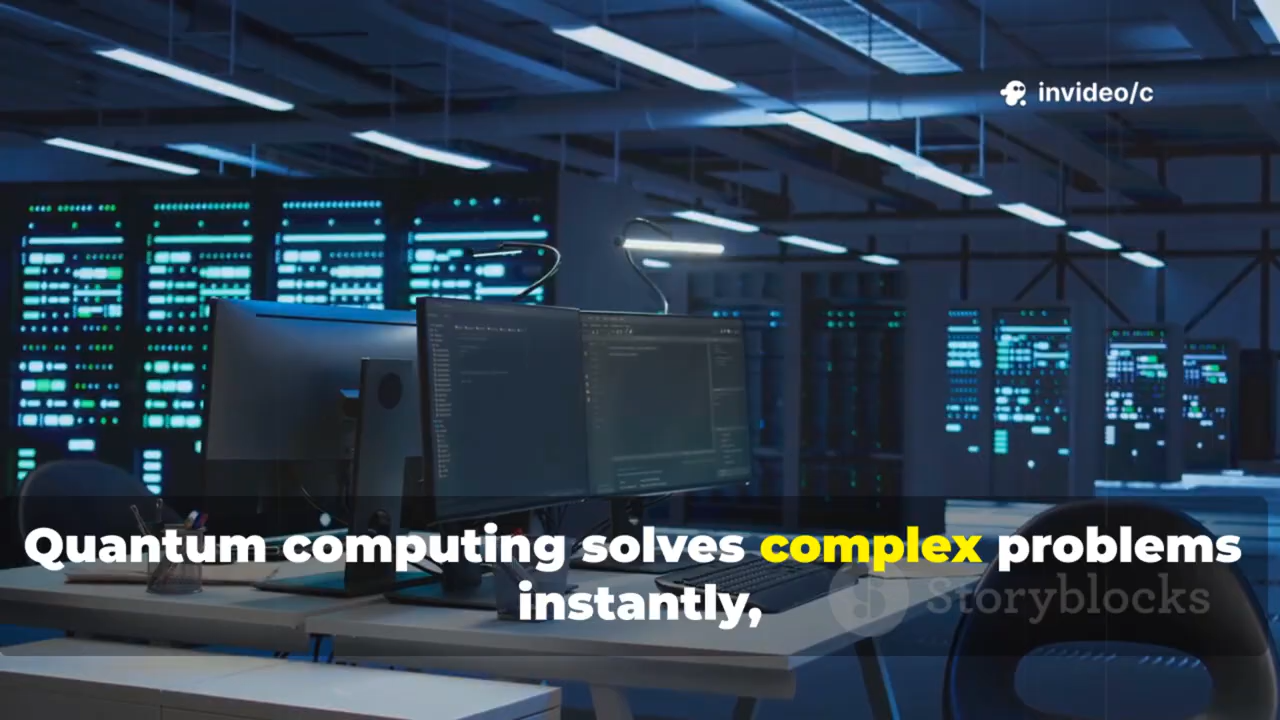 invideo/c
Quantum computing solves complex problems
instantly,
Storyblocks